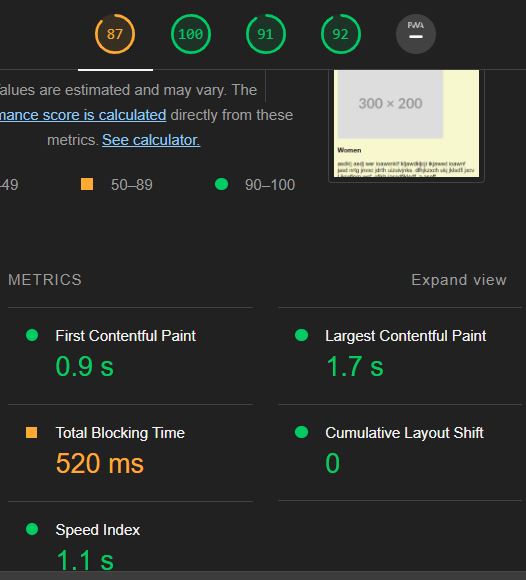 87 100 91 92 PWA
alues are estimated and may vary. The
mance score is calculated directly from these
metrics. See calculator.
-49 50–89 90–100
300 × 200
Women
METRICS Expand view
First Contentful Paint
0.9 s
Largest Contentful Paint
1.7 s
Total Blocking Time
520 ms
Cumulative Layout Shift
0
Speed Index
1.1 s